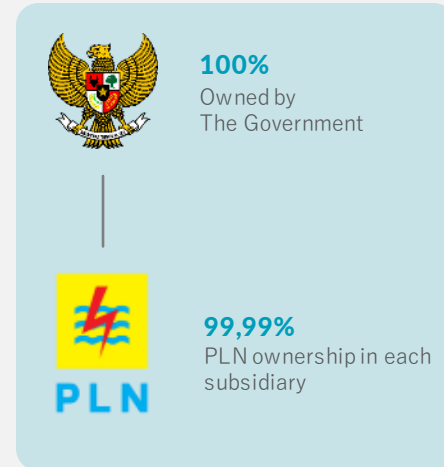 100%
Owned by
The Government
99,99%
PLN ownership in each
subsidiary
PLN